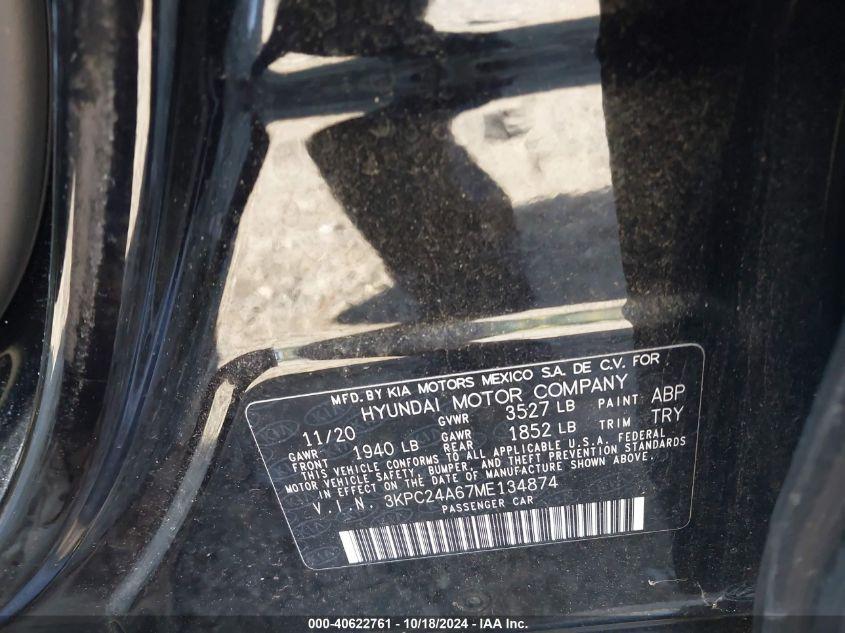 MFD. BY KIA MOTORS MEXICO S.A. DE C.V. FOR
HYUNDAI MOTOR COMPANY
11/20 GVWR 3527 LB PAINT ABP
GAWR FRONT 1940 LB GAWR REAR 1852 LB TRIM TRY
THIS VEHICLE CONFORMS TO ALL APPLICABLE U.S.A. FEDERAL
MOTOR VEHICLE SAFETY, BUMPER, AND THEFT PREVENTION STANDARDS
IN EFFECT ON THE DATE OF MANUFACTURE SHOWN ABOVE.
V.I.N. 3KPC24A67ME134874
PASSENGER CAR
000-40622761 - 10/18/2024 - IAA Inc.